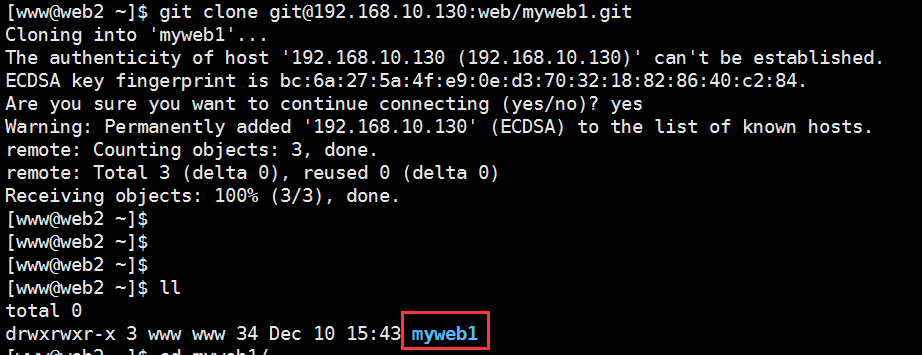 [www@web2 ~]$ git clone git@192.168.10.130:web/myweb1.git
Cloning into 'myweb1'...
The authenticity of host '192.168.10.130 (192.168.10.130)' can't be established.
ECDSA key fingerprint is bc:6a:27:5a:4f:e9:0e:d3:70:32:18:82:86:40:c2:84.
Are you sure you want to continue connecting (yes/no)? yes
Warning: Permanently added '192.168.10.130' (ECDSA) to the list of known hosts.
remote: Counting objects: 3, done.
remote: Total 3 (delta 0), reused 0 (delta 0)
Receiving objects: 100% (3/3), done.
[www@web2 ~]$
[www@web2 ~]$
[www@web2 ~]$
[www@web2 ~]$ ll
total 0
drwxrwxr-x 3 www www 34 Dec 10 15:43 myweb1
[www@web2 ~]$ cd myweb1/